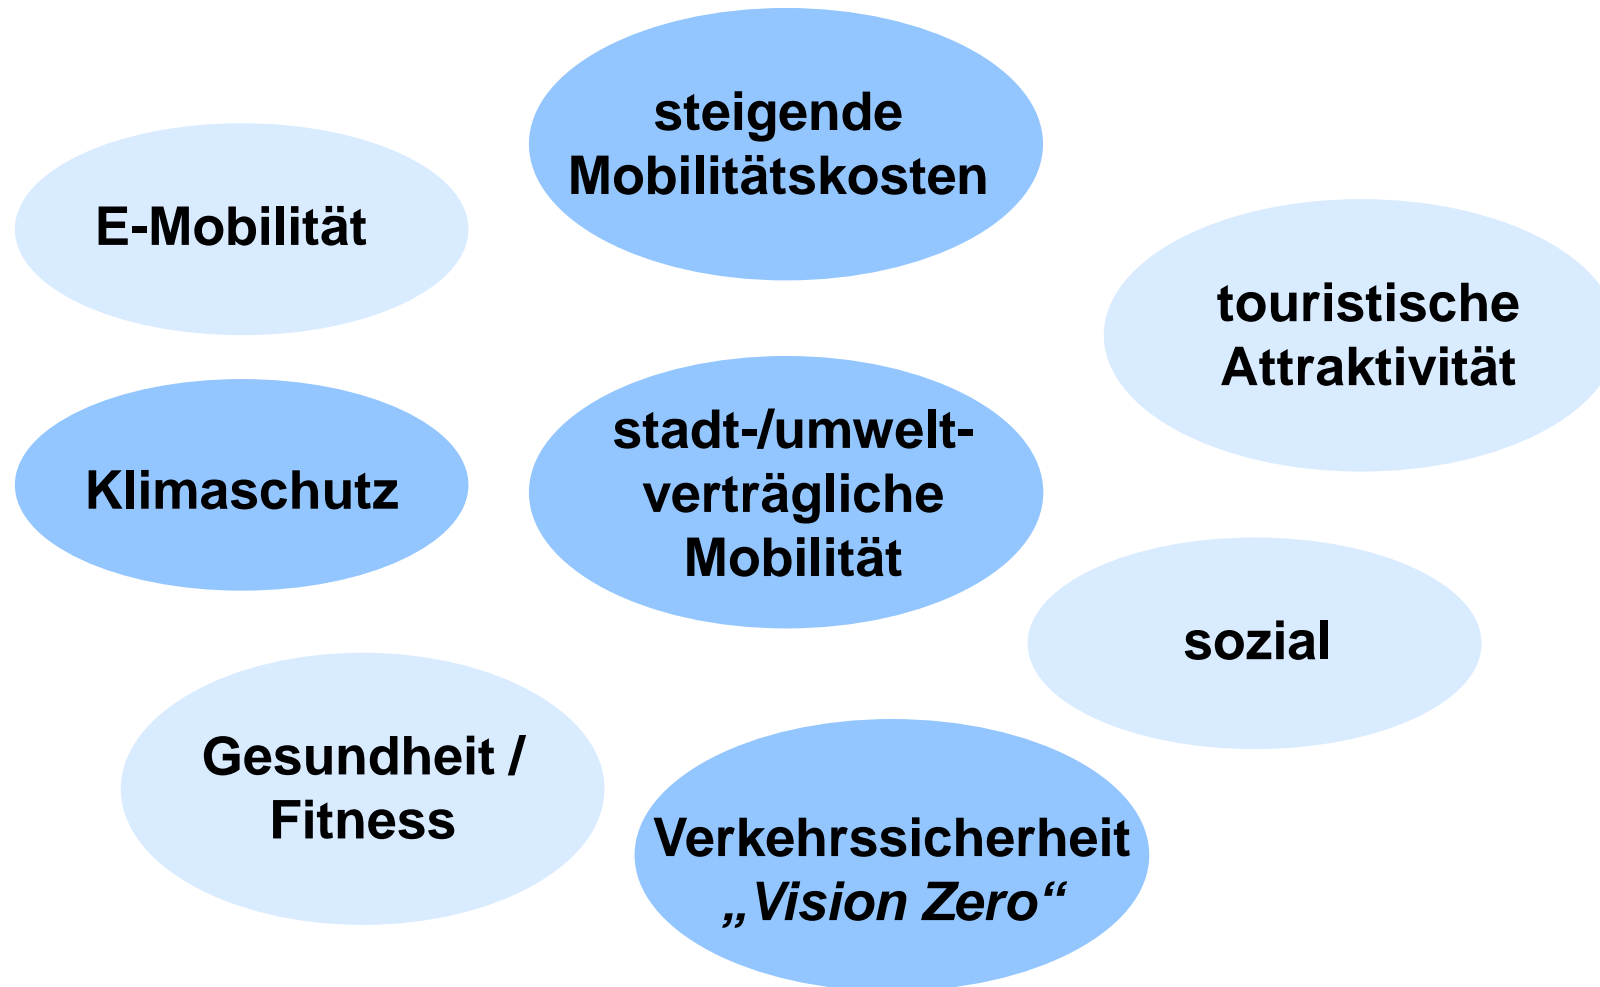 steigende
Mobilitätskosten
E-Mobilität
touristische
Attraktivität
Klimaschutz
stadt-/umwelt-
verträgliche
Mobilität
sozial
Gesundheit /
Fitness
Verkehrssicherheit
„Vision Zero“